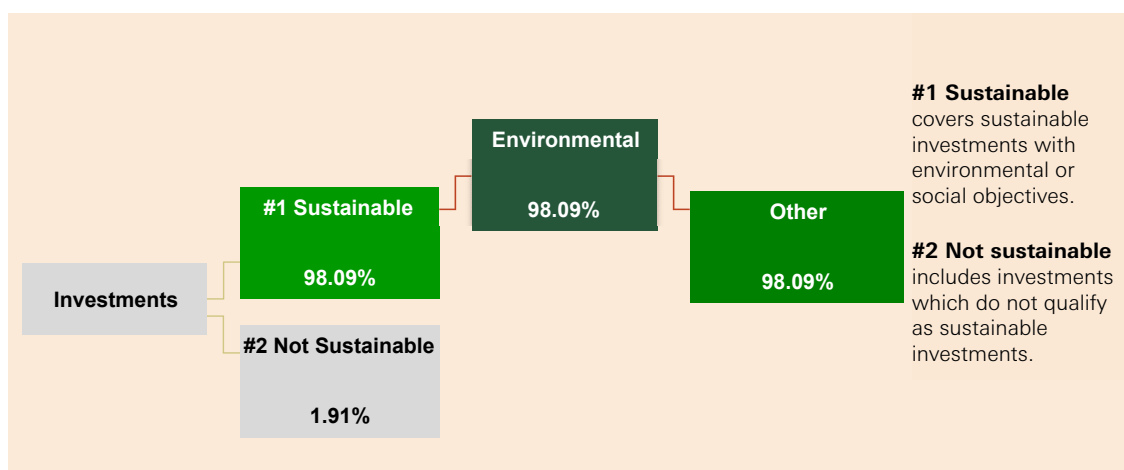 Investments
#1 Sustainable
98.09%
#2 Not Sustainable
1.91%
Environmental
98.09%
Other
98.09%
#1 Sustainable
covers sustainable
investments with
environmental or
social objectives.
#2 Not sustainable
includes investments
which do not qualify
as sustainable
investments.